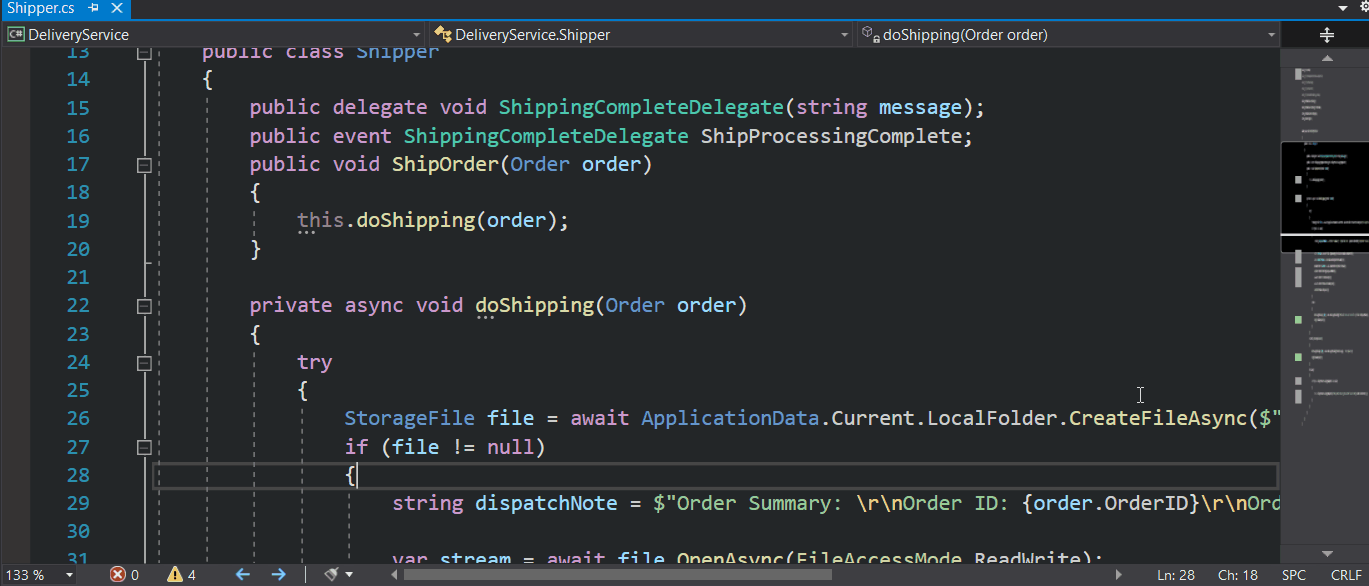 Shipper.cs
DeliveryService DeliveryService.Shipper doShipping(Order order)
13 public class Shipper
14 {
15 public delegate void ShippingCompleteDelegate(string message);
16 public event ShippingCompleteDelegate ShipProcessingComplete;
17 public void ShipOrder(Order order)
18 {
19 this.doShipping(order);
20 }
21
22 private async void doShipping(Order order)
23 {
24 try
25 {
26 StorageFile file = await ApplicationData.Current.LocalFolder.CreateFileAsync($"
27 if (file != null)
28 {
29 string dispatchNote = $"Order Summary: \r\nOrder ID: {order.OrderID}\r\nOrd
30
31 var stream = await file.OpenAsync(FileAccessMode.ReadWrite);
133 % 0 4 Ln: 28 Ch: 18 SPC CRLF